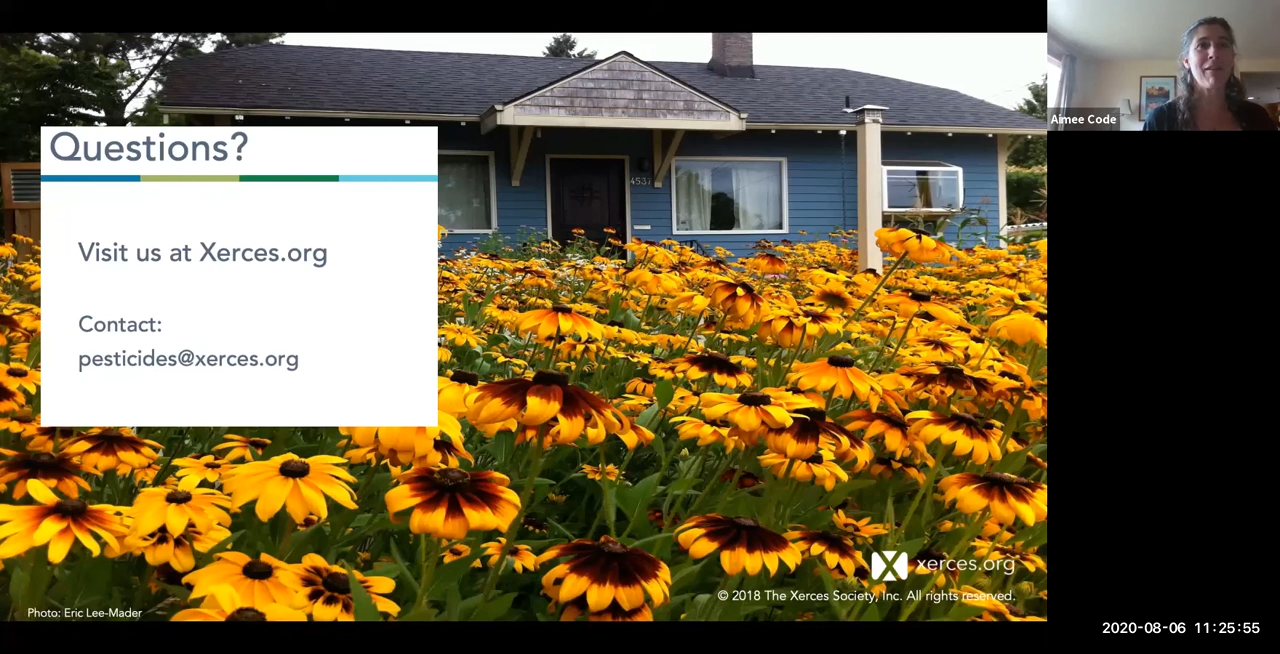 Questions?
Visit us at Xerces.org
Contact:
pesticides@xerces.org
4537
xerces.org
© 2018 The Xerces Society, Inc. All rights reserved.
Photo: Eric Lee-Mader
Aimee Code
2020-08-06 11:25:55